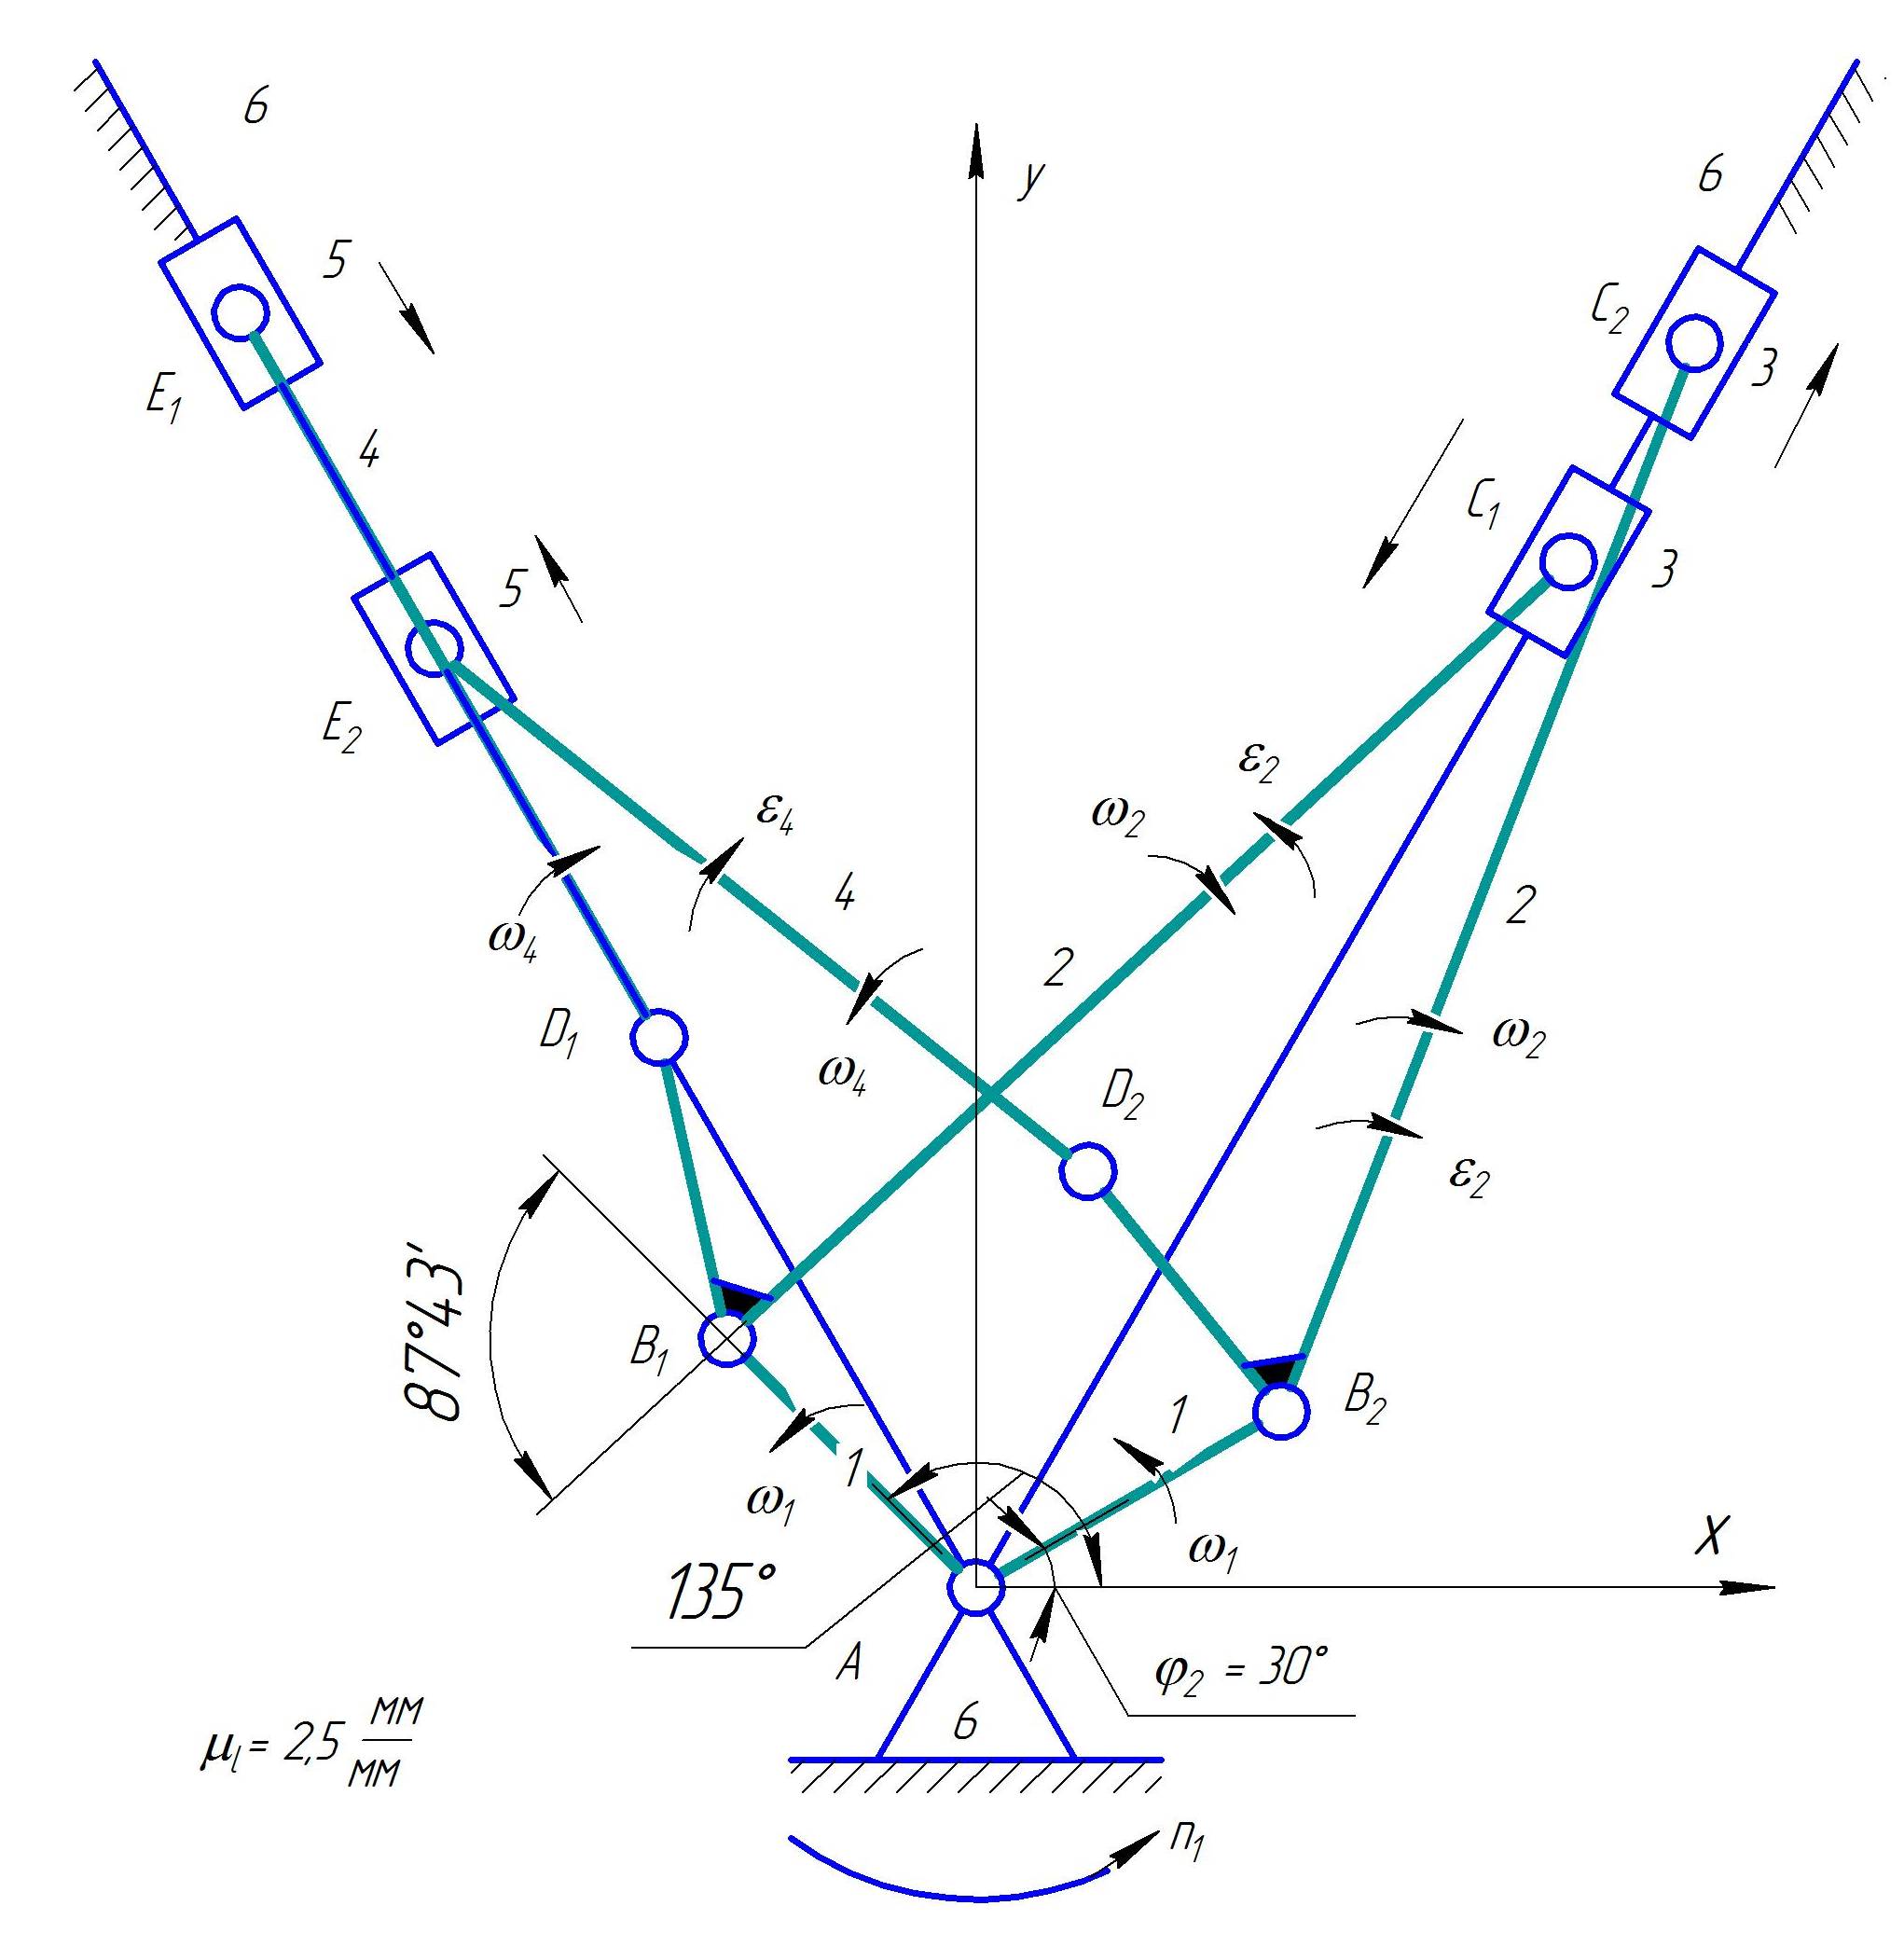 6
y
6
5
C₂
3
E₁
4
C₁
3
5
E₂
ε₂
ω₂
ε₄
4
2
2
ω₄
D₁
ω₄
ω₂
D₂
ε₂
87°43'
B₁
B₂
1
1
ω₁
ω₁
X
135°
A
φ₂ = 30°
6
μₗ = 2,5 мм/мм
n₁